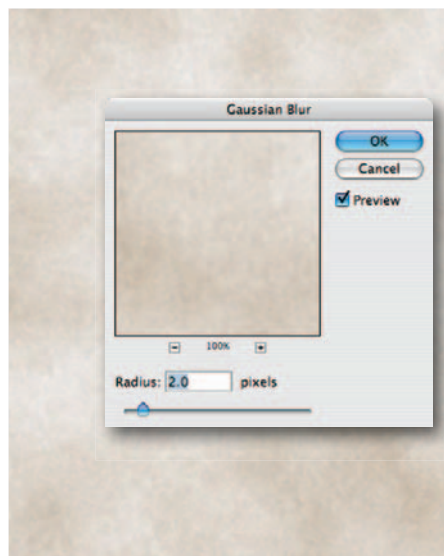 Gaussian Blur
OK
Cancel
Preview
100%
Radius: 2.0 pixels